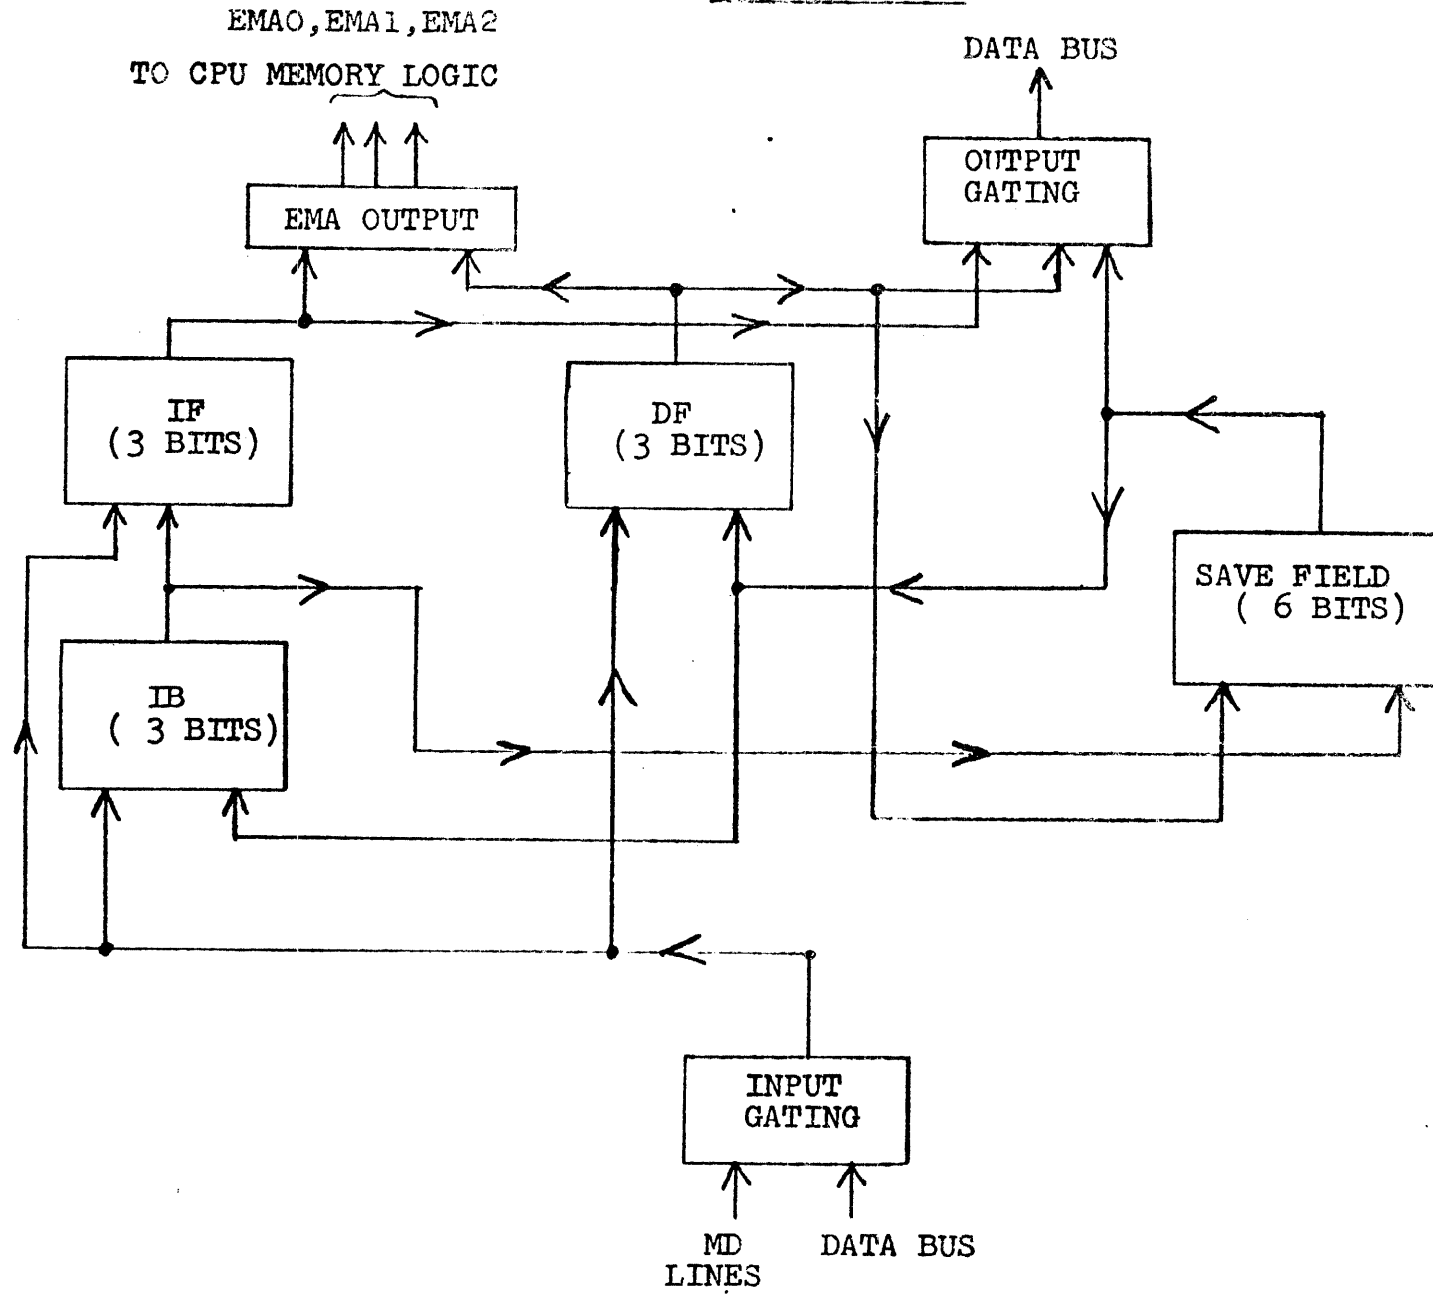 EMA0,EMA1,EMA2
TO CPU MEMORY LOGIC
DATA BUS
OUTPUT
GATING
EMA OUTPUT
IF
(3 BITS)
DF
(3 BITS)
SAVE FIELD
( 6 BITS)
IB
( 3 BITS)
INPUT
GATING
MD
LINES
DATA BUS